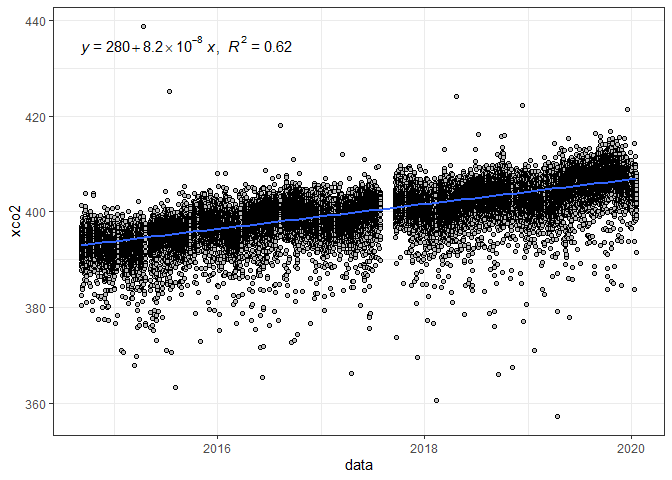 440
y = 280 + 8.2 × 10⁻⁸ x, R² = 0.62
420
400
380
360
xco2
2016
2018
2020
data